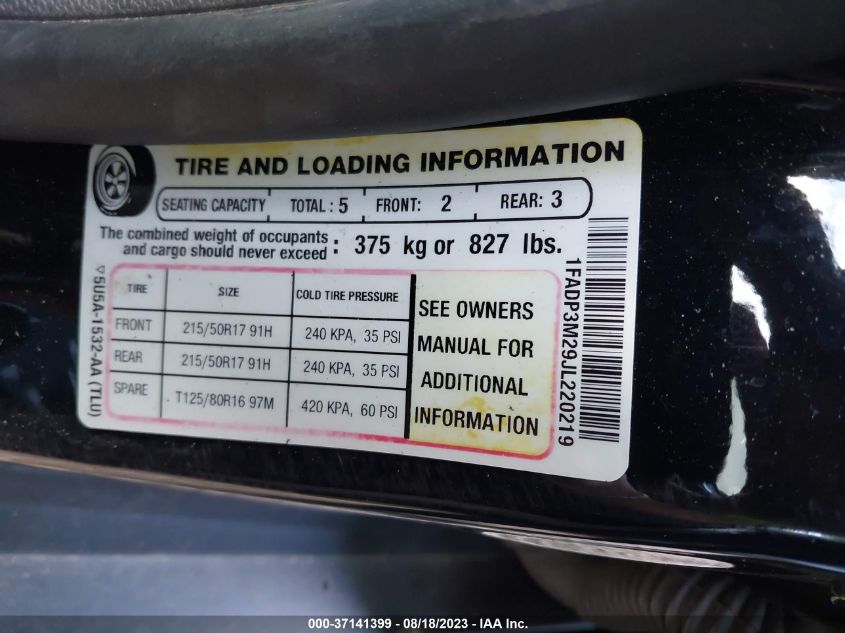 TIRE AND LOADING INFORMATION
SEATING CAPACITY TOTAL : 5 FRONT: 2 REAR: 3
The combined weight of occupants
and cargo should never exceed : 375 kg or 827 lbs.
TIRE SIZE COLD TIRE PRESSURE
FRONT 215/50R17 91H 240 KPA, 35 PSI
REAR 215/50R17 91H 240 KPA, 35 PSI
SPARE T125/80R16 97M 420 KPA, 60 PSI
SEE OWNERS
MANUAL FOR
ADDITIONAL
INFORMATION
5U5A-1532-AA (TLU)
1FADP3M29JL220219
000-37141399 - 08/18/2023 - IAA Inc.